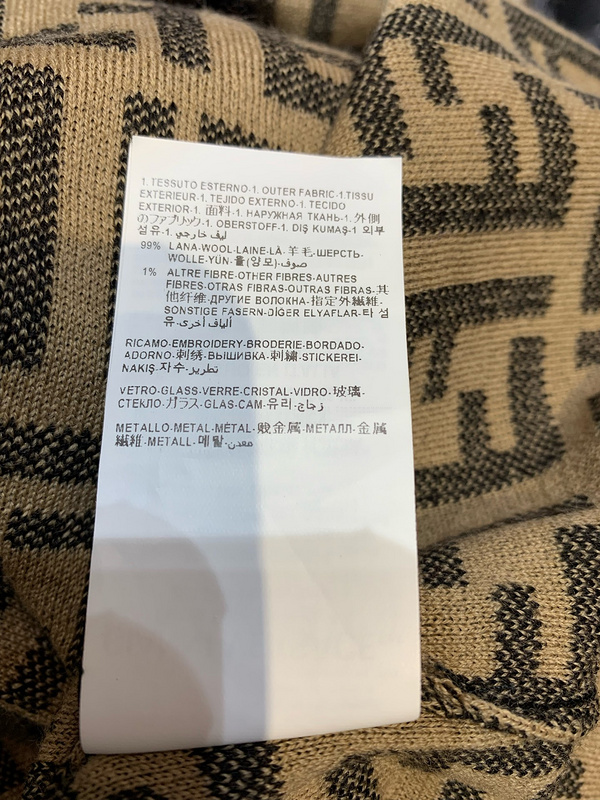 1. TESSUTO ESTERNO-1. OUTER FABRIC-1.TISSU
EXTERIEUR-1. TEJIDO EXTERNO-1. TECIDO
EXTERIOR-1. 面料-1. НАРУЖНАЯ ТКАНЬ-1. 外側
のファブリック-1. OBERSTOFF-1. DIŞ KUMAŞ-1 외부
섬유-1. ليف خارجي
99% LANA-WOOL-LAINE-LÃ-羊毛-ШЕРСТЬ-
WOLLE-YÜN-울(양모)-صوف
1% ALTRE FIBRE-OTHER FIBRES-AUTRES
FIBRES-OTRAS FIBRAS-OUTRAS FIBRAS-其
他纤维-ДРУГИЕ ВОЛОКНА-指定外繊維-
SONSTIGE FASERN-DİGER ELYAFLAR-타 섬
유-ألياف أخرى
RICAMO-EMBROIDERY-BRODERIE-BORDADO-
ADORNO-刺绣-ВЫШИВКА-刺繍-STICKEREI-
NAKIŞ-자수-تطريز
VETRO-GLASS-VERRE-CRISTAL-VIDRO-玻璃-
СТЕКЛО-ガラス-GLAS-CAM-유리-زجاج
METALLO-METAL-MÉTAL-贱金属-МЕТАЛЛ-金属
繊維-METALL-메탈-معدن